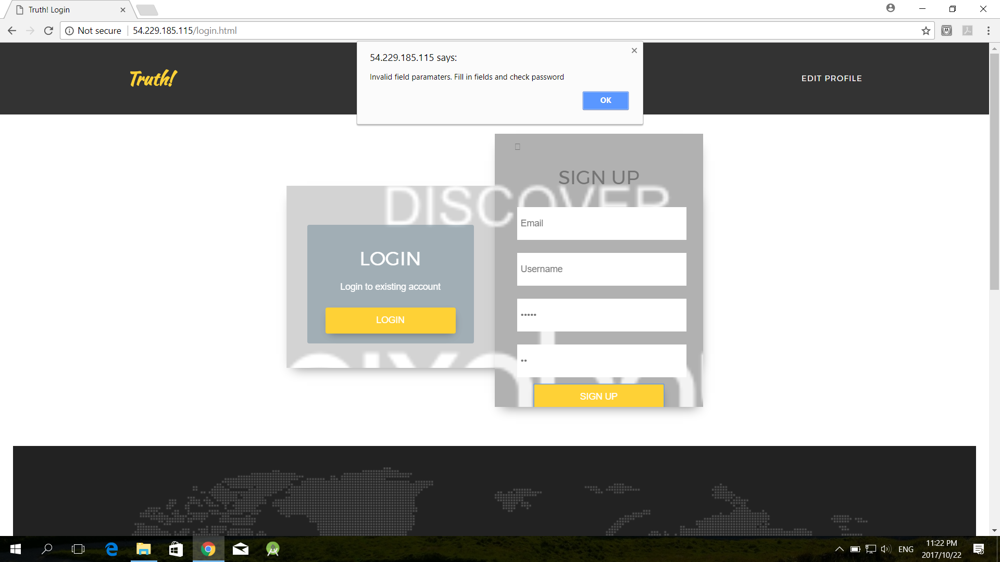 Truth! Login
Not secure
54.229.185.115/login.html
54.229.185.115 says:
Invalid field paramaters. Fill in fields and check password
OK
Truth!
EDIT PROFILE
SIGN UP
DISCOVER
Email
Username
LOGIN
Login to existing account
LOGIN
•••••
••
SIGN UP
ENG
11:22 PM
2017/10/22